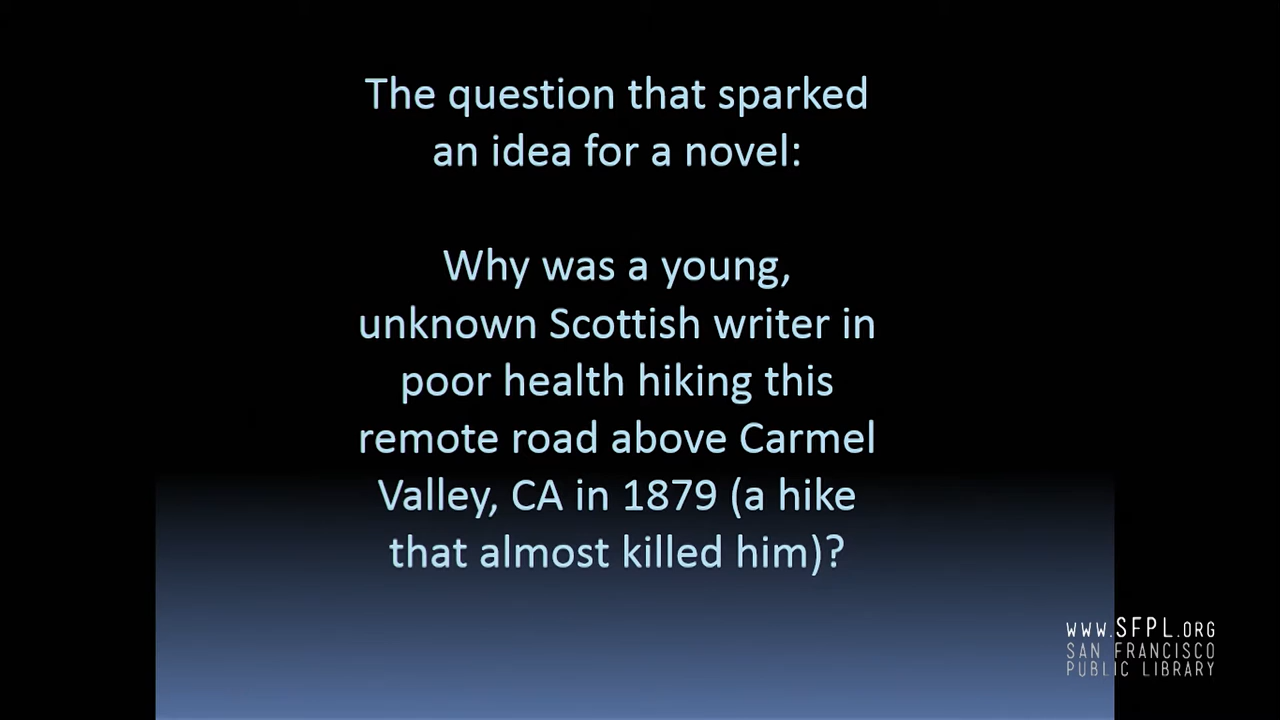 The question that sparked
an idea for a novel:
Why was a young,
unknown Scottish writer in
poor health hiking this
remote road above Carmel
Valley, CA in 1879 (a hike
that almost killed him)?
www.SFPL.ORG
SAN FRANCISCO
PUBLIC LIBRARY